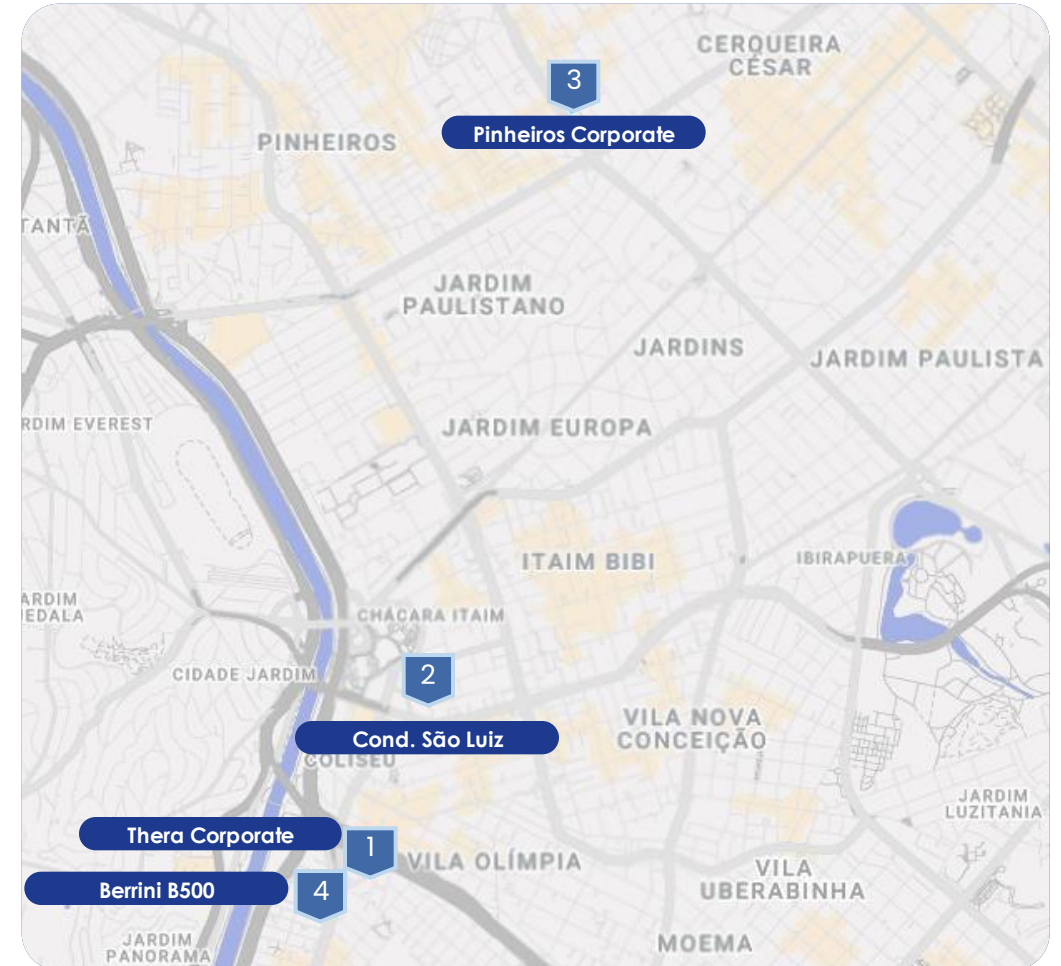 CERQUEIRA
CÉSAR
3
Pinheiros Corporate
PINHEIROS
TANTÃ
JARDIM
PAULISTANO
JARDINS
JARDIM PAULISTA
RDIM EVEREST
JARDIM EUROPA
ITAIM BIBI
IBIRAPUERA
ARDIM
EDALA
CHÁCARA ITAIM
CIDADE JARDIM
2
VILA NOVA
CONCEIÇÃO
Cond. São Luiz
COLISEU
JARDIM
LUZITANIA
Thera Corporate
1
VILA OLÍMPIA
VILA
UBERABINHA
Berrini B500
4
JARDIM
PANORAMA
MOEMA